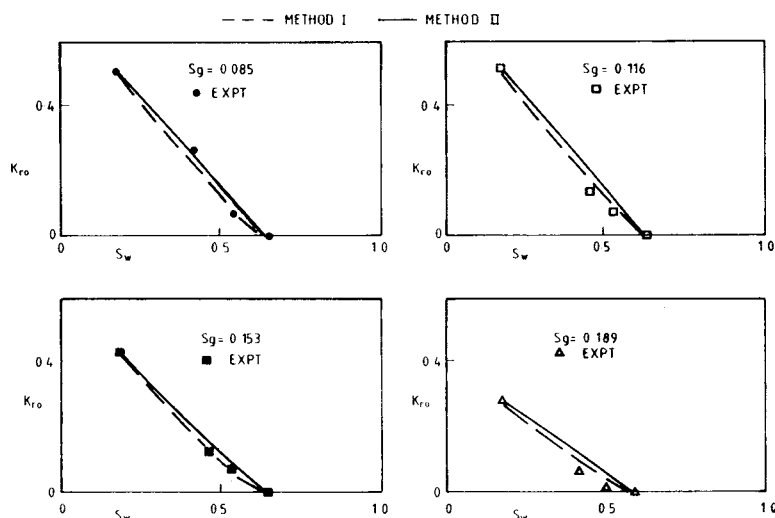 METHOD I METHOD II
Sg = 0·085
EXPT
0·4
Kro
0
0 Sw 0·5 1·0
Sg = 0·116
EXPT
0·4
Kro
0
0 0·5 Sw 1·0
Sg = 0·153
EXPT
0·4
Kro
0
0 Sw 0·5 1·0
Sg = 0·189
EXPT
0·4
Kro
0
0 Sw 0·5 1·0